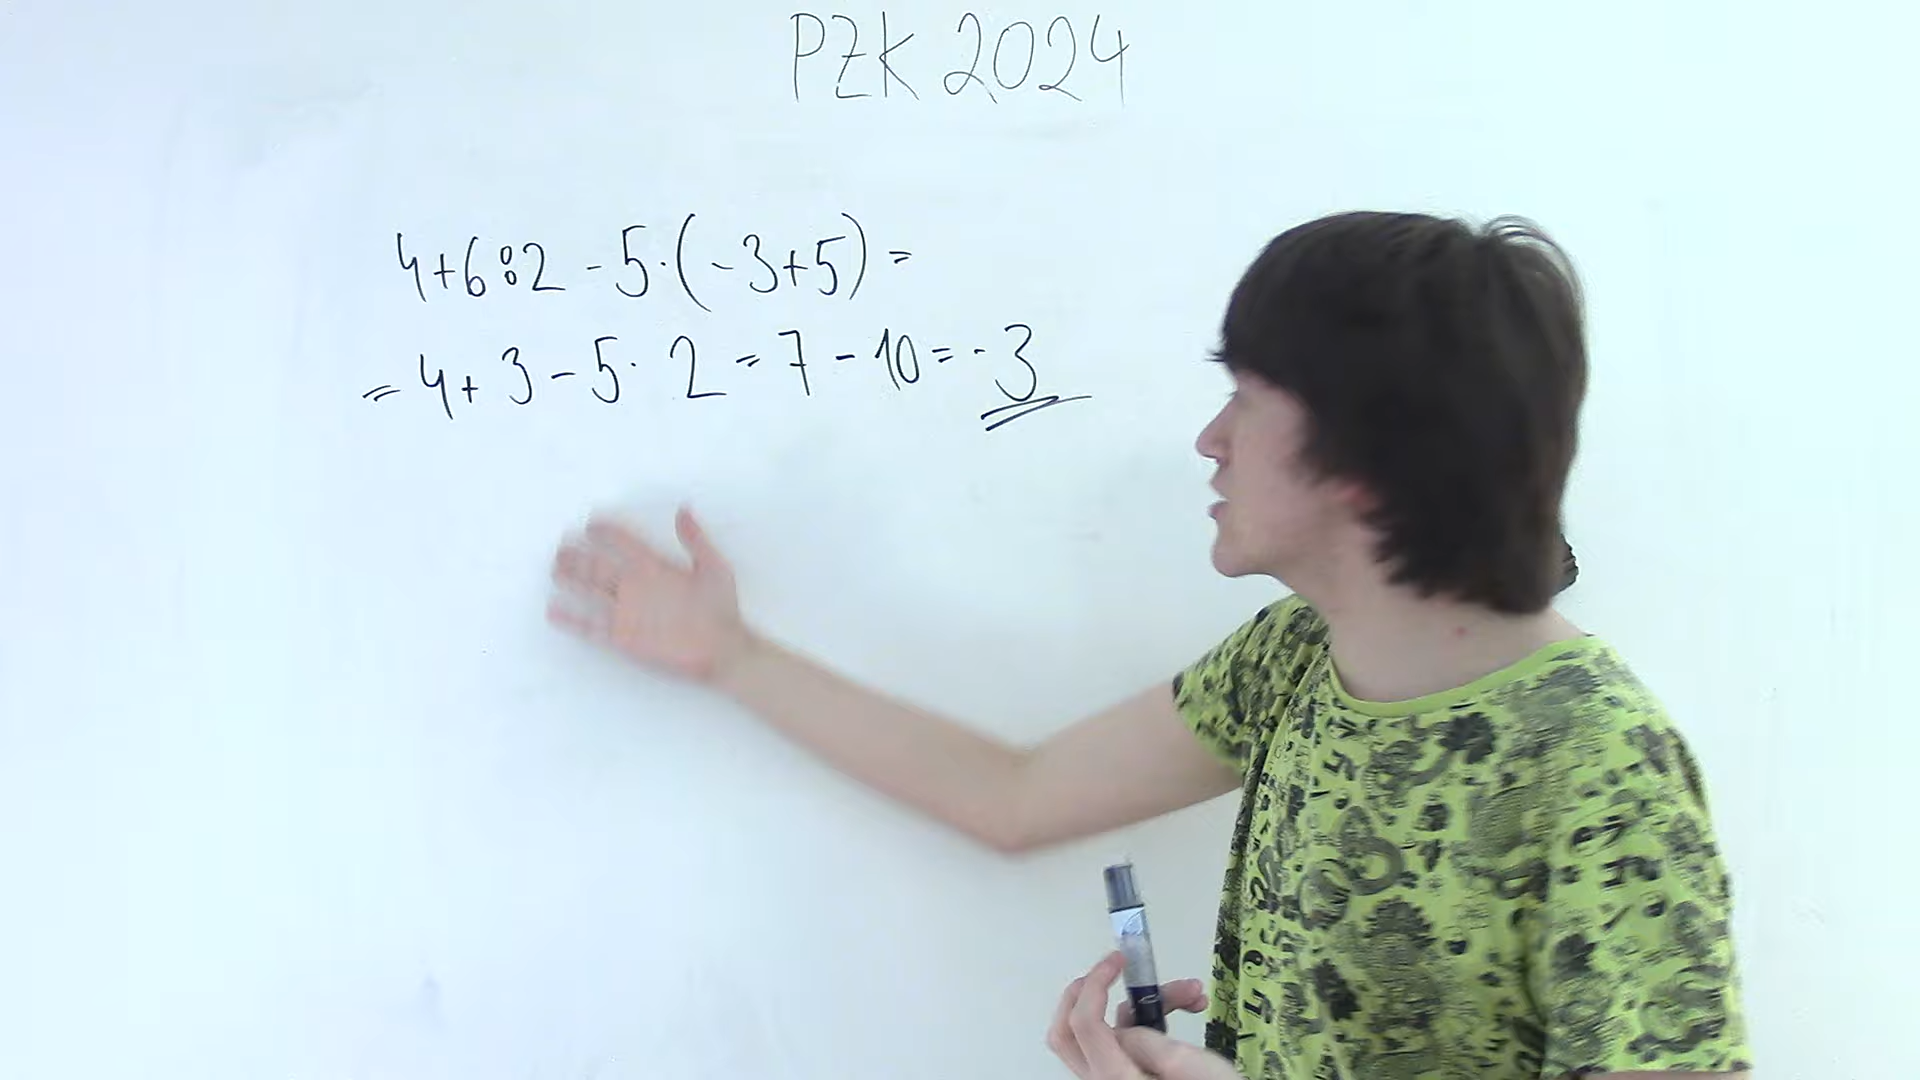 PZK 2024
4+6:2 -5·(-3+5) =
= 4+3-5·2 = 7-10 = -3